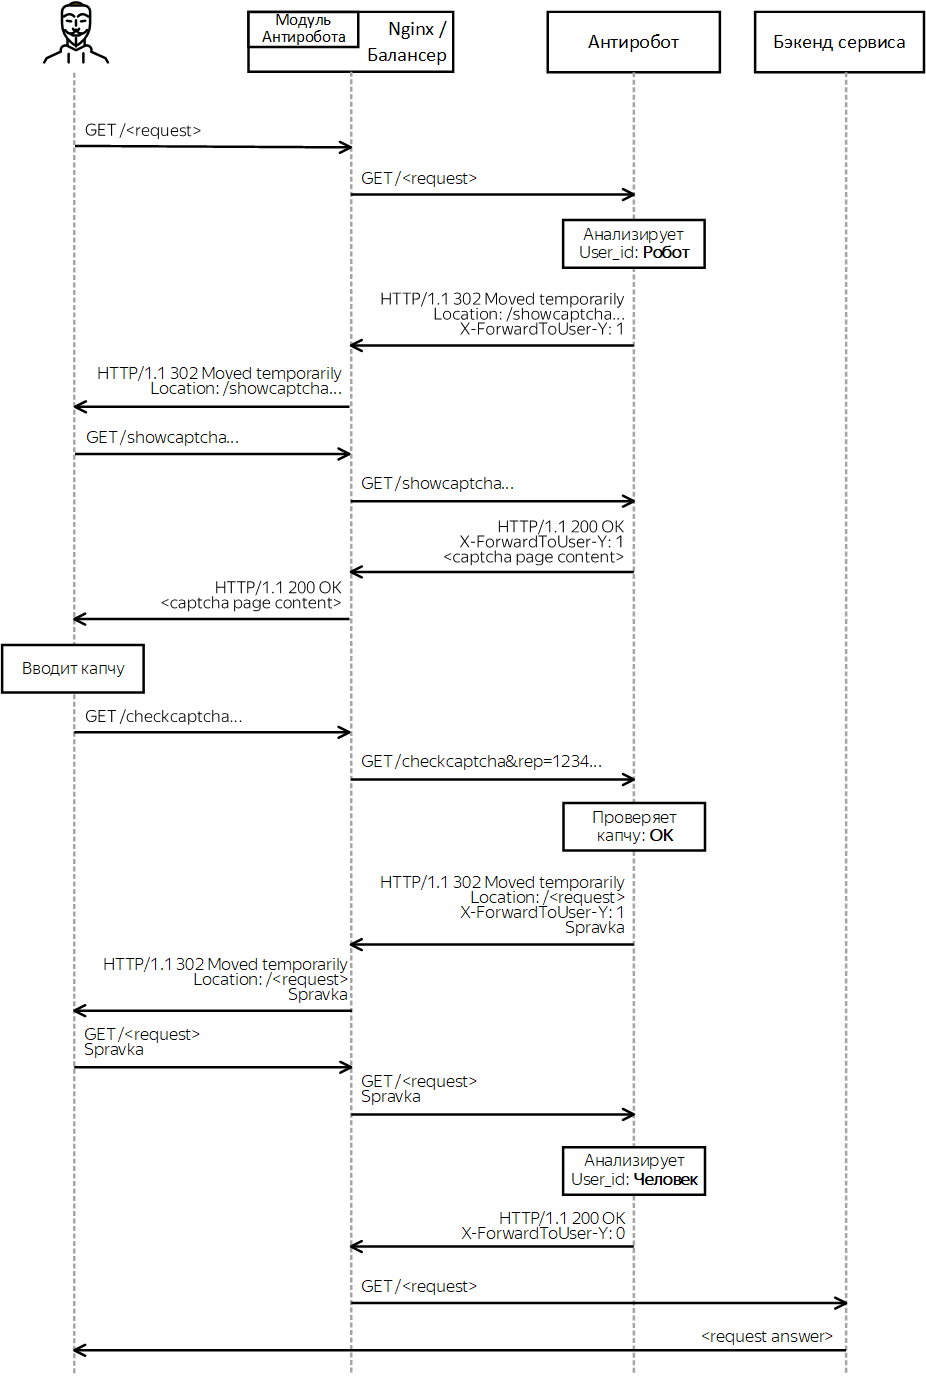 Модуль
Антиробота
Nginx /
Балансер
Антиробот
Бэкенд сервиса
GET /<request>
GET /<request>
Анализирует
User_id: Робот
HTTP/1.1 302 Moved temporarily
Location: /showcaptcha...
X-ForwardToUser-Y: 1
HTTP/1.1 302 Moved temporarily
Location: /showcaptcha...
GET /showcaptcha...
GET /showcaptcha...
HTTP/1.1 200 OK
X-ForwardToUser-Y: 1
<captcha page content>
HTTP/1.1 200 OK
<captcha page content>
Вводит капчу
GET /checkcaptcha...
GET /checkcaptcha&rep=1234...
Проверяет
капчу: OK
HTTP/1.1 302 Moved temporarily
Location: /<request>
X-ForwardToUser-Y: 1
Spravka
HTTP/1.1 302 Moved temporarily
Location: /<request>
Spravka
GET /<request>
Spravka
GET /<request>
Spravka
Анализирует
User_id: Человек
HTTP/1.1 200 OK
X-ForwardToUser-Y: 0
GET /<request>
<request answer>